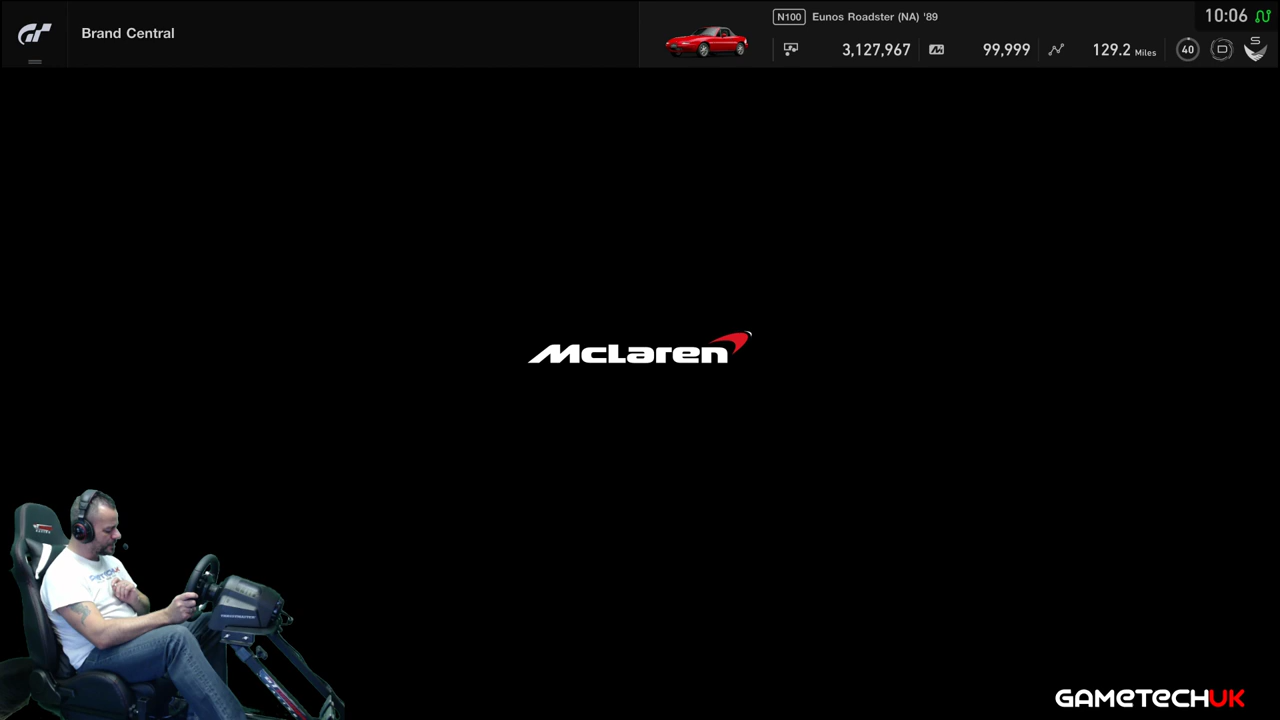 GT
Brand Central
N100 Eunos Roadster (NA) '89
10:06
3,127,967
99,999
129.2 Miles
40
D
S
McLaren
GAMETECHUK